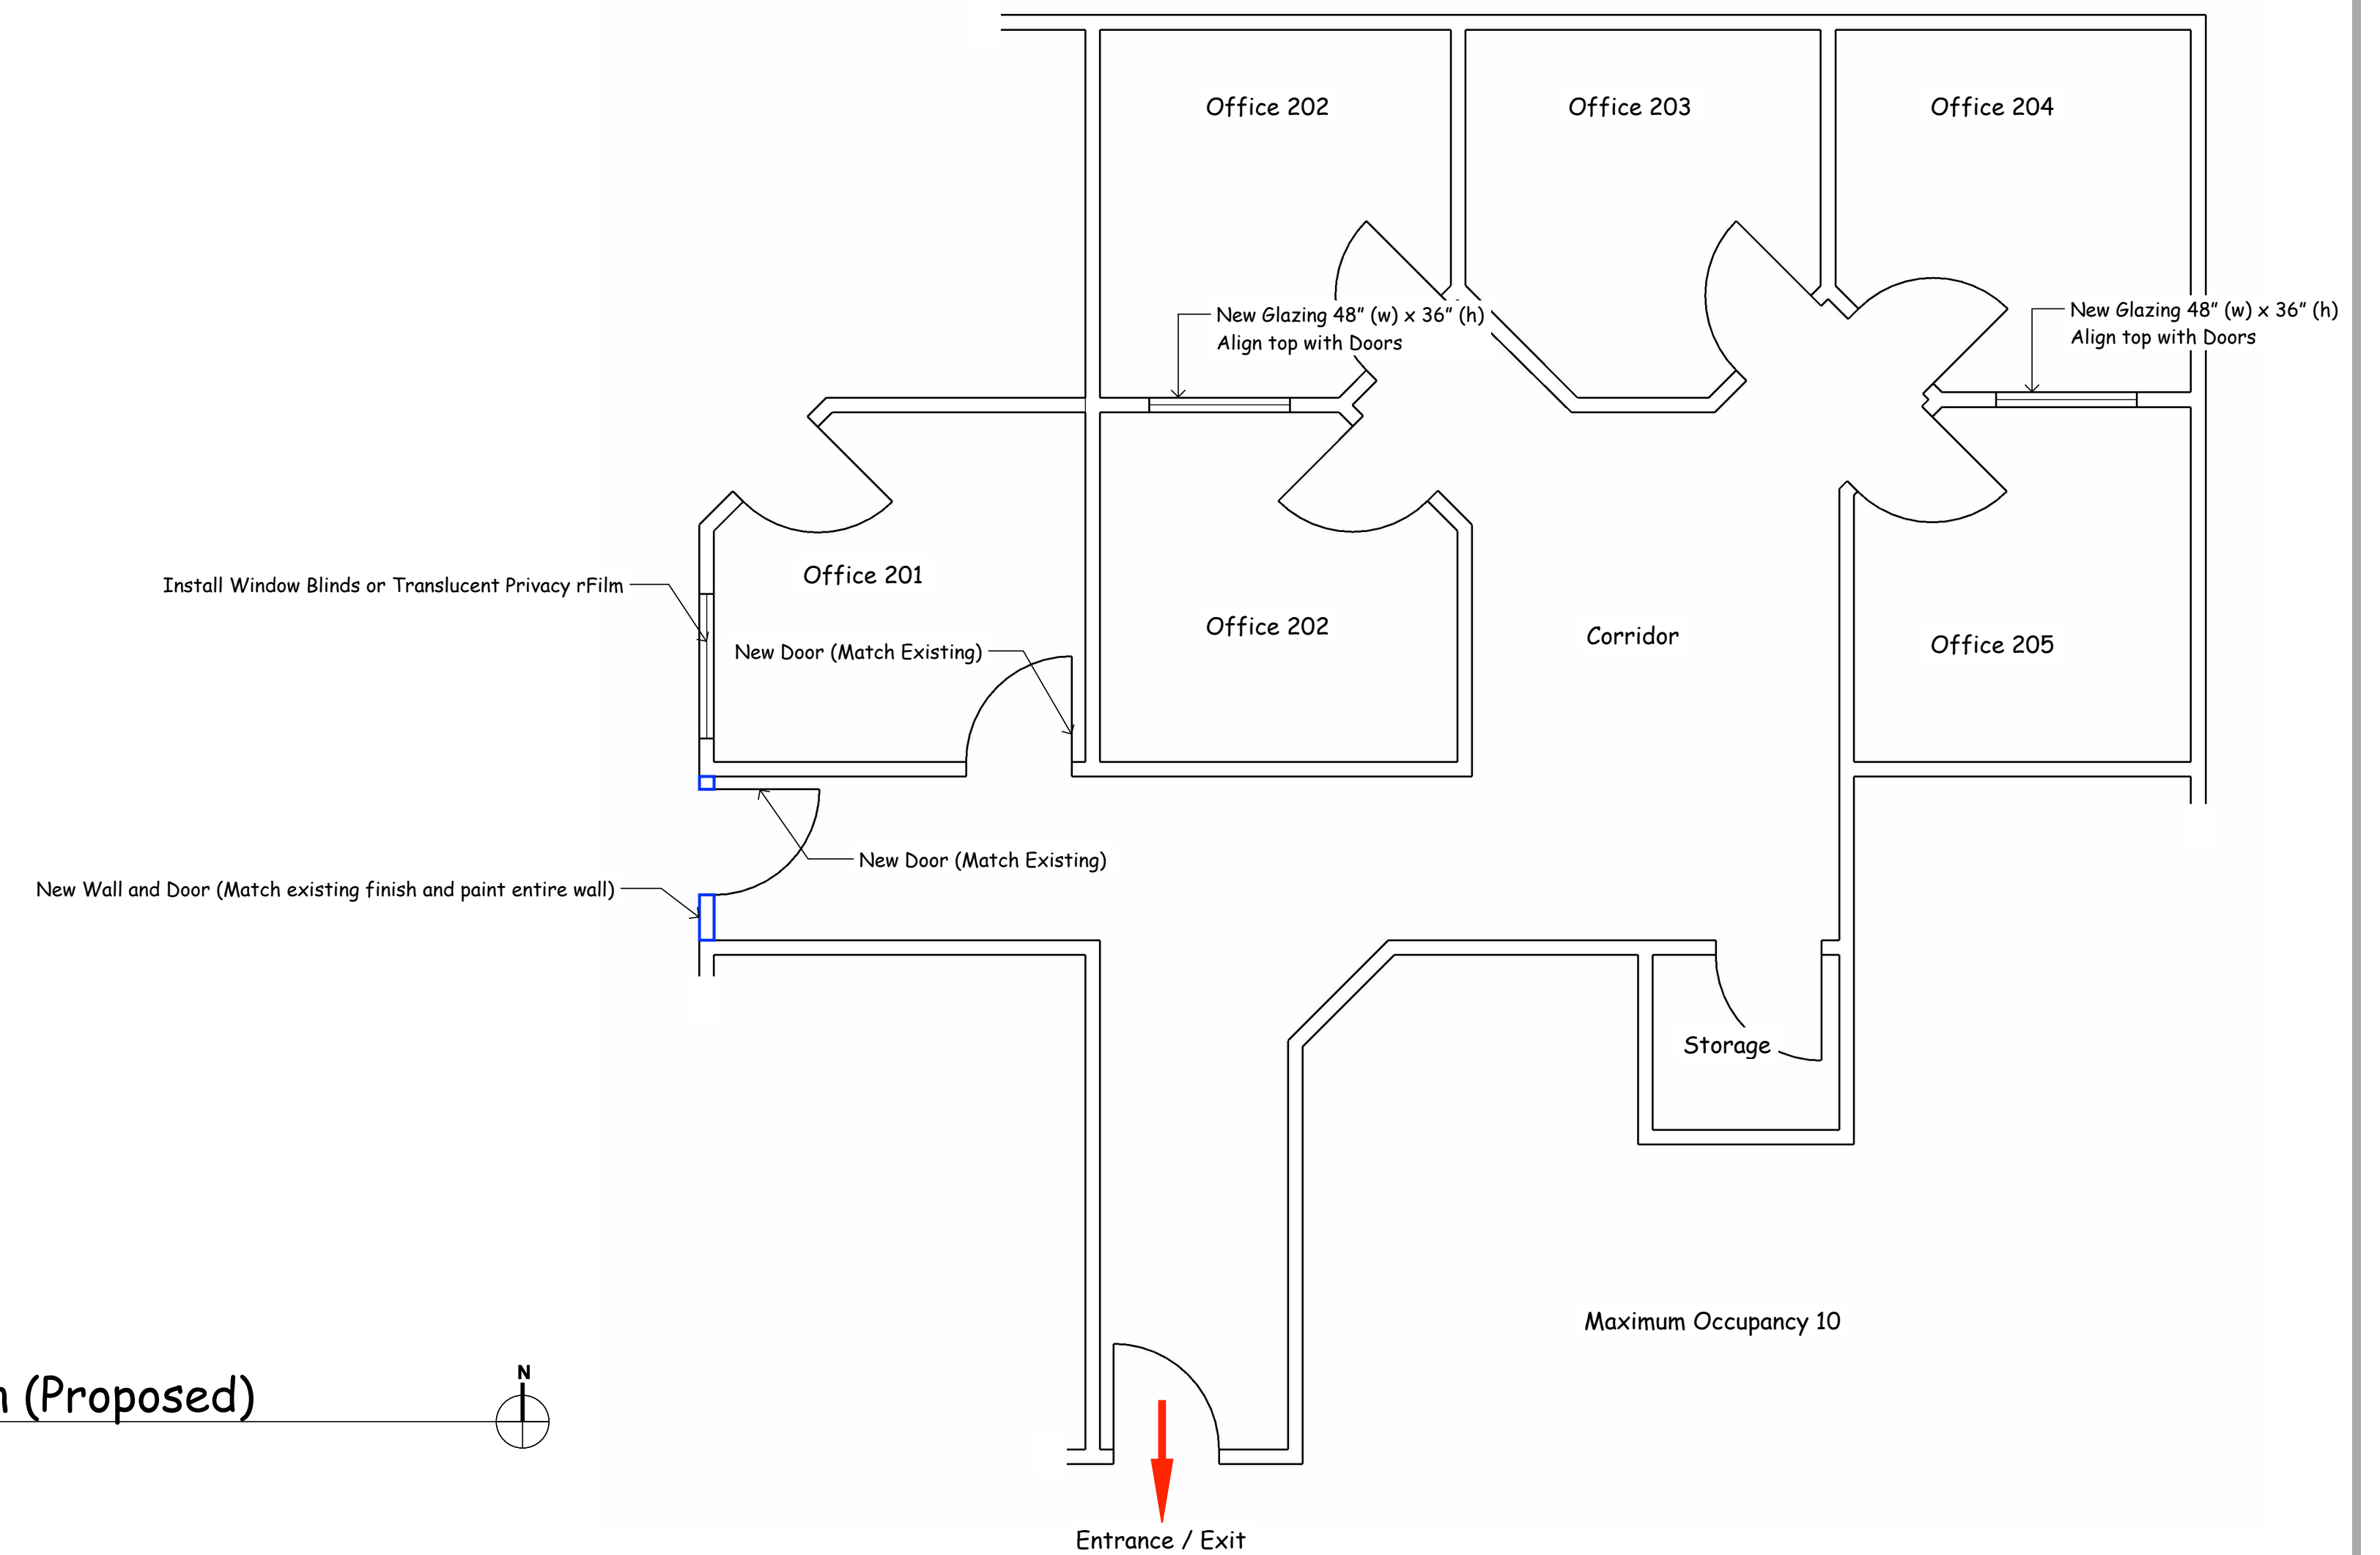 Office 202
Office 203
Office 204
New Glazing 48" (w) x 36" (h)
Align top with Doors
New Glazing 48" (w) x 36" (h)
Align top with Doors
Install Window Blinds or Translucent Privacy rFilm
Office 201
New Door (Match Existing)
Office 202
Corridor
Office 205
New Door (Match Existing)
New Wall and Door (Match existing finish and paint entire wall)
Storage
Maximum Occupancy 10
(Proposed)
N
Entrance / Exit